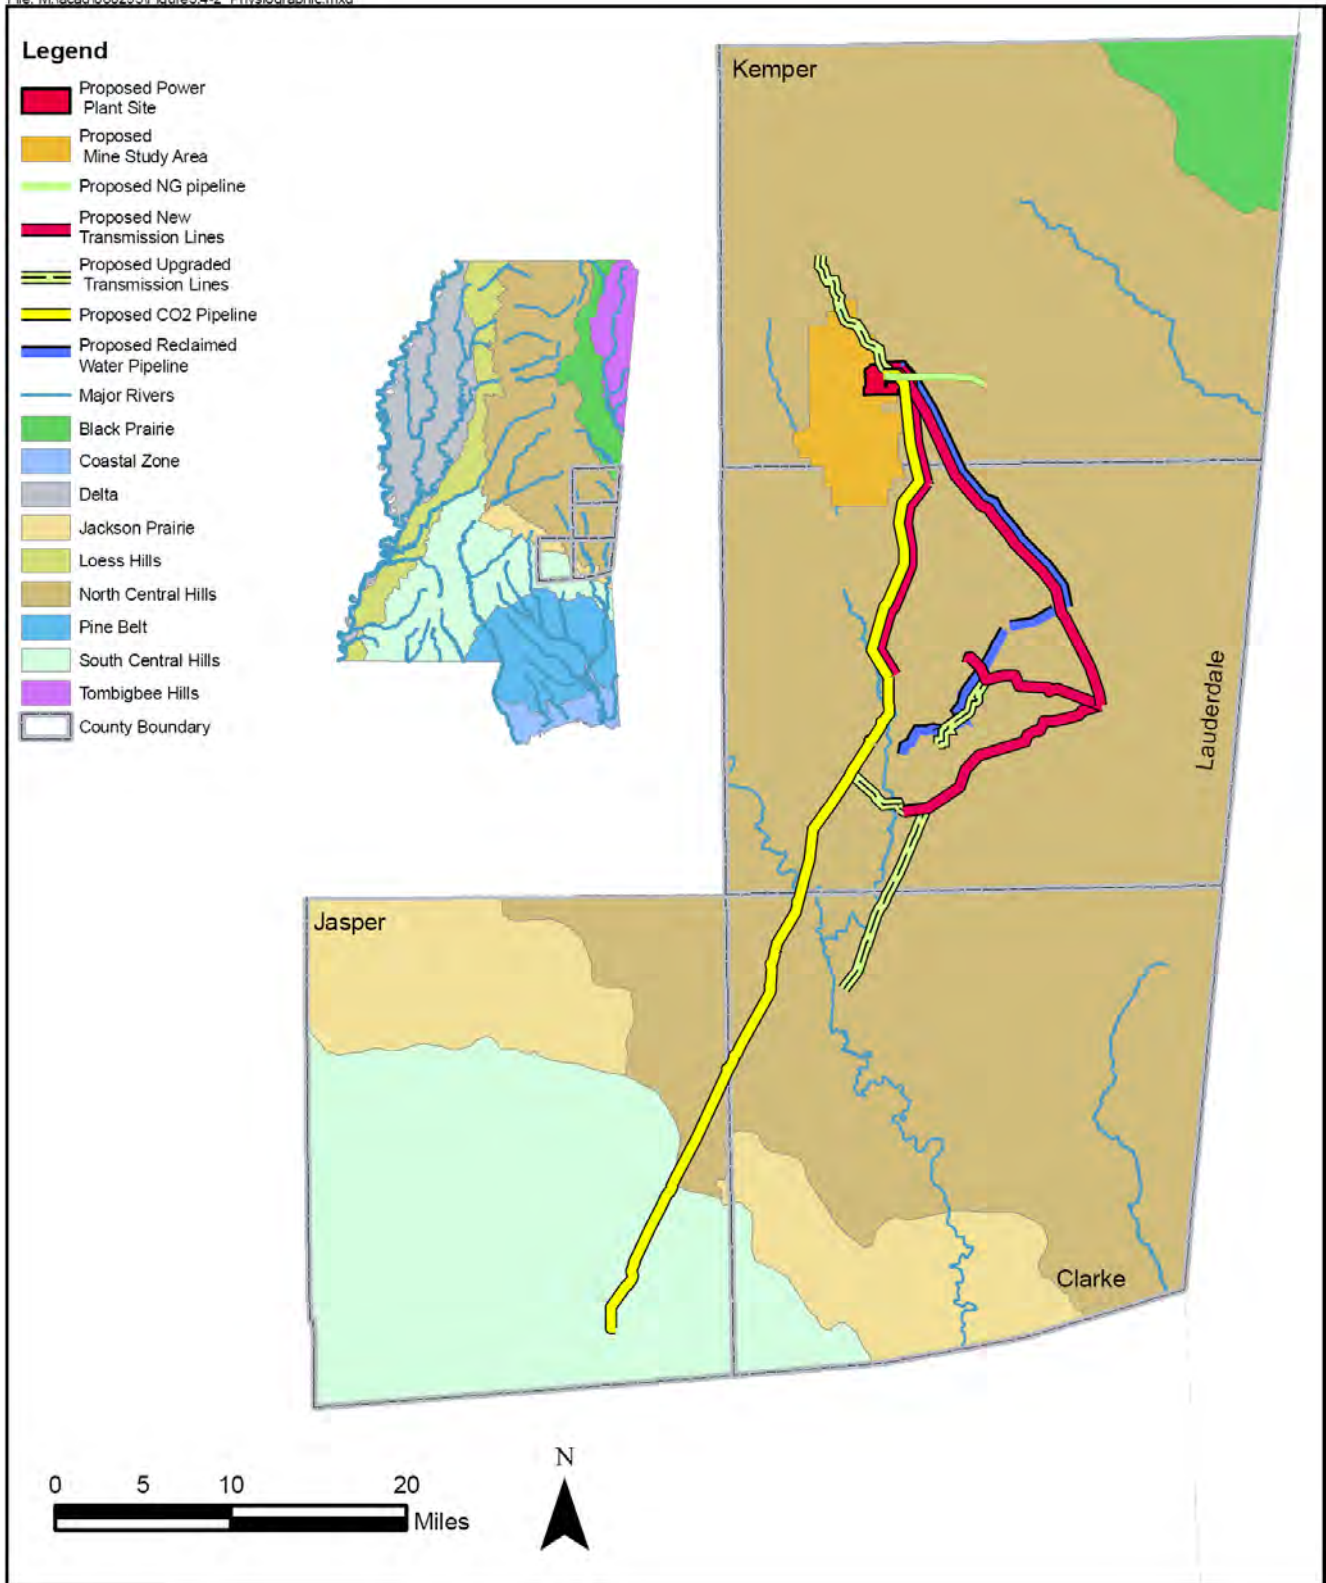 Legend
Proposed Power
Plant Site
Proposed
Mine Study Area
Proposed NG pipeline
Proposed New
Transmission Lines
Proposed Upgraded
Transmission Lines
Proposed CO2 Pipeline
Proposed Reclaimed
Water Pipeline
Major Rivers
Black Prairie
Coastal Zone
Delta
Jackson Prairie
Loess Hills
North Central Hills
Pine Belt
South Central Hills
Tombigbee Hills
County Boundary
Kemper
Lauderdale
Jasper
Clarke
0 5 10 20
Miles
N